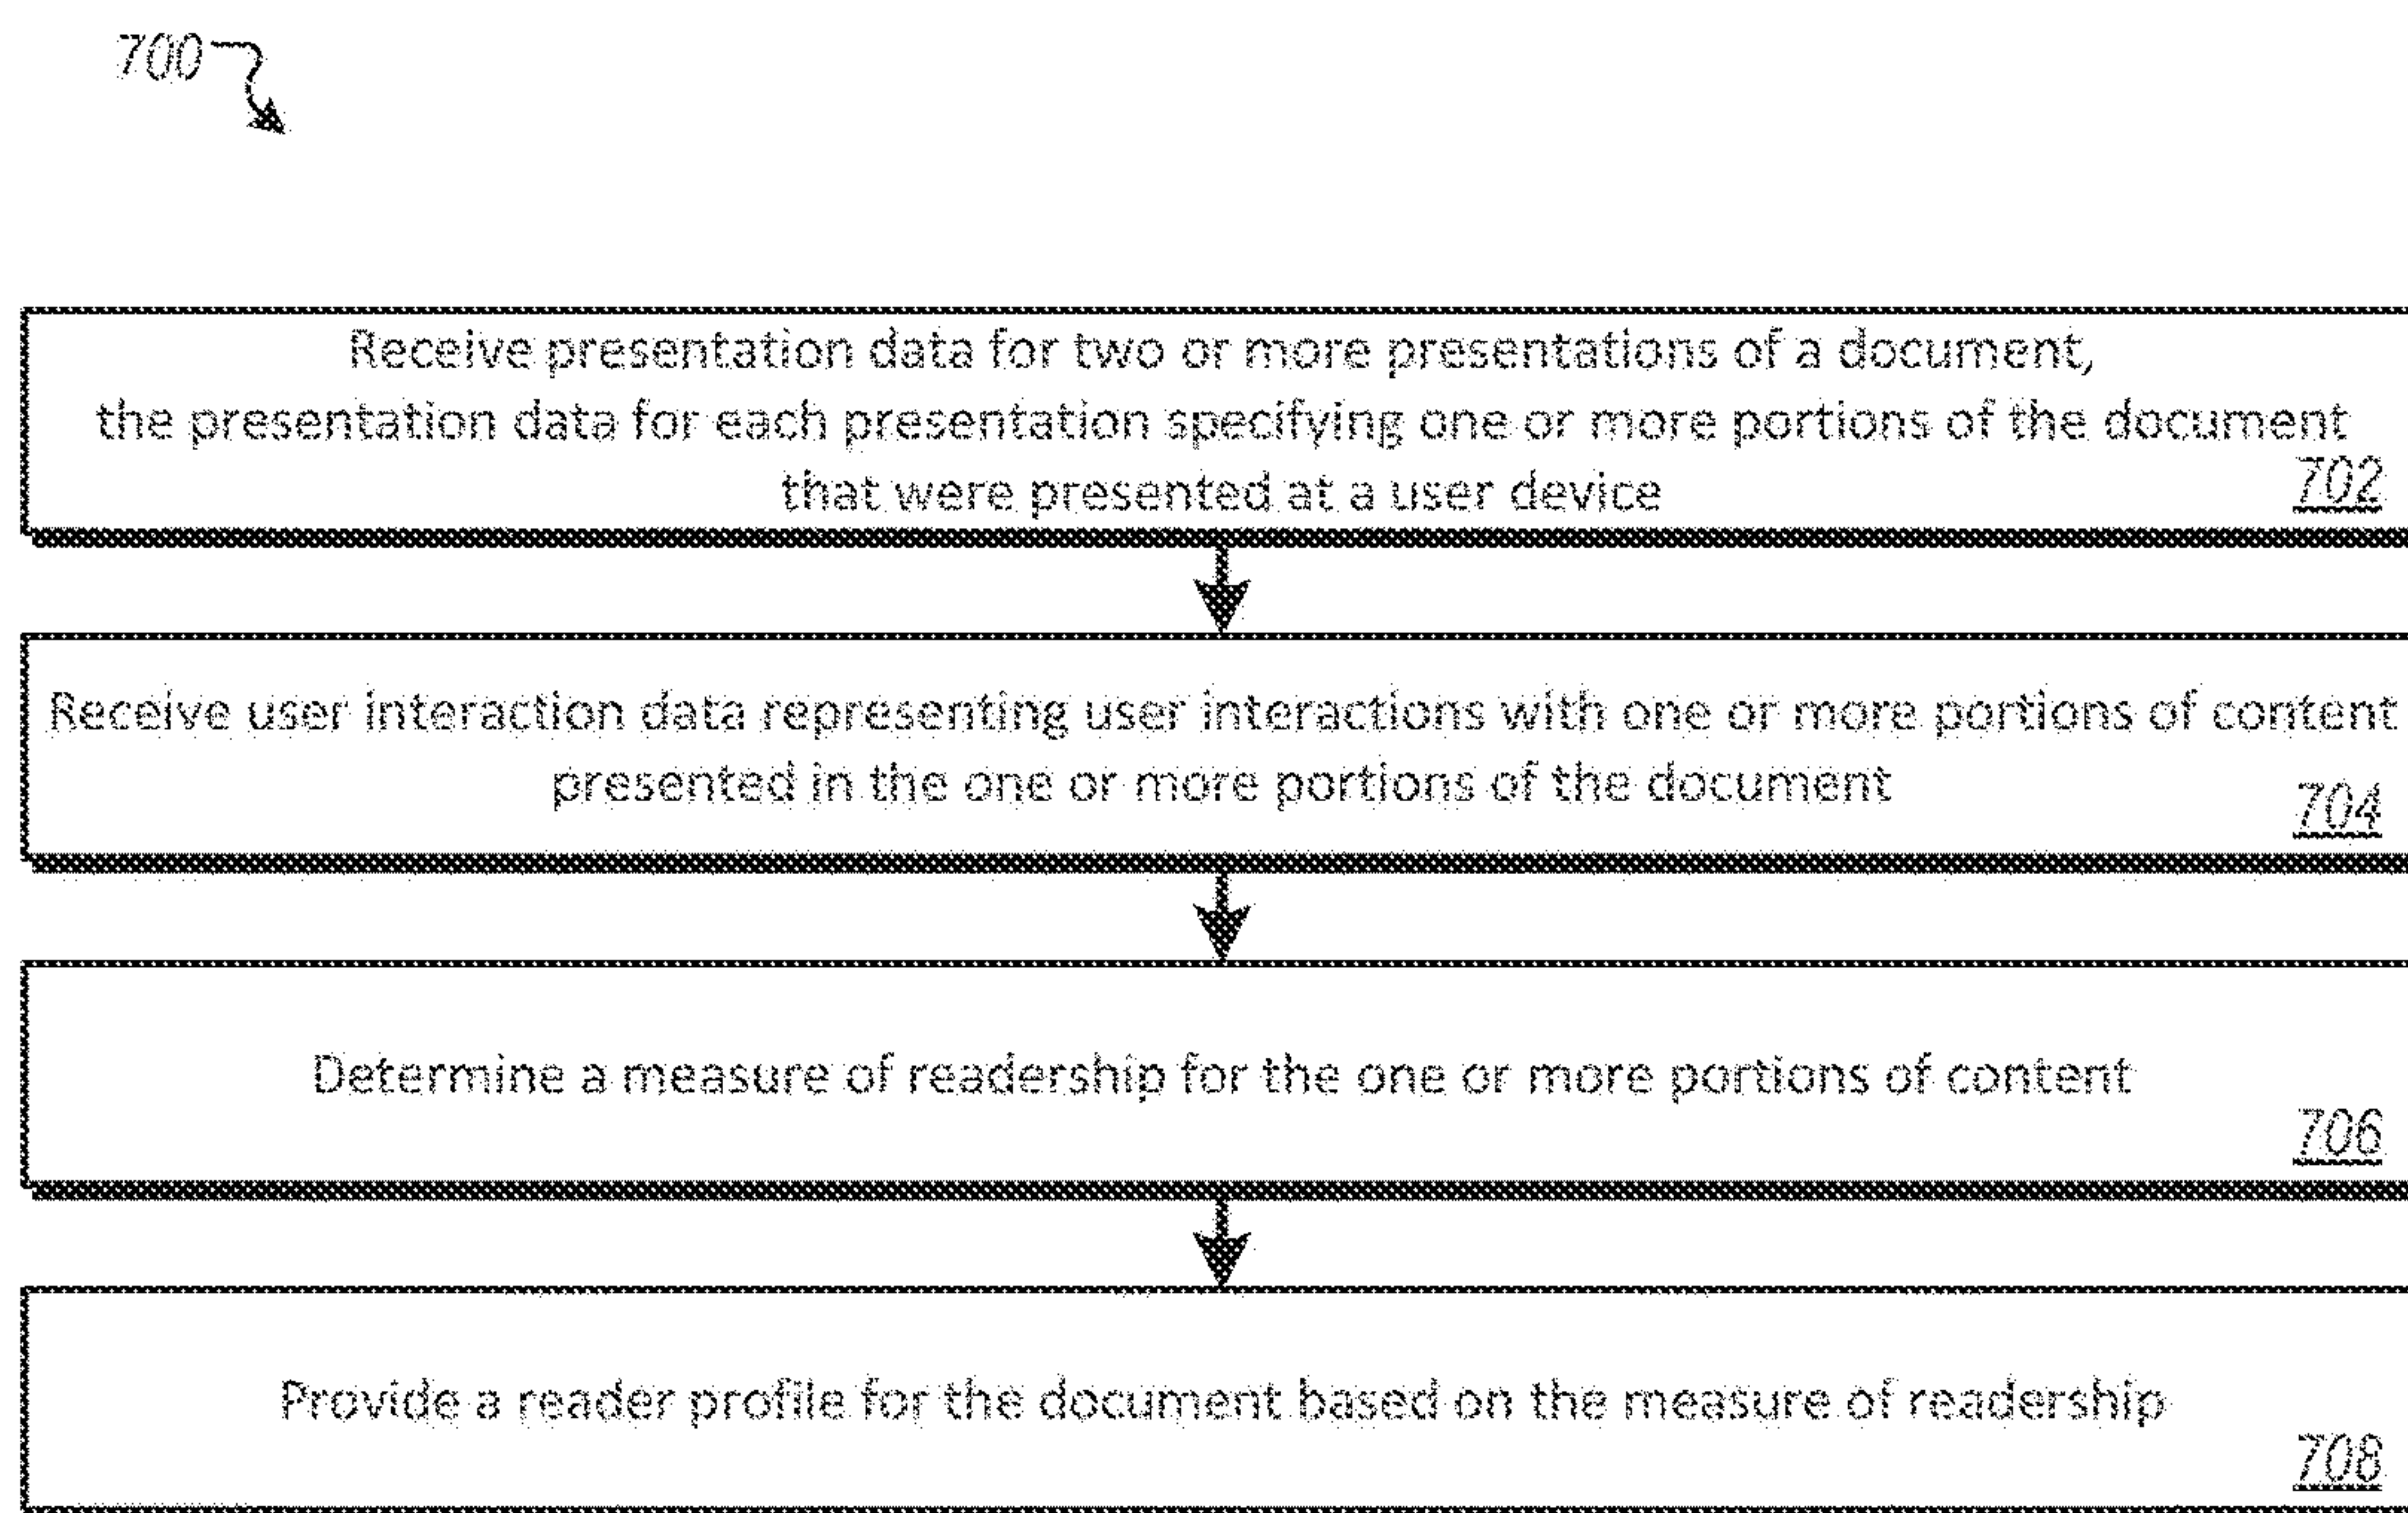 700
Receive presentation data for two or more presentations of a document,
the presentation data for each presentation specifying one or more portions of the document
that were presented at a user device
702
Receive user interaction data representing user interactions with one or more portions of content
presented in the one or more portions of the document
704
Determine a measure of readership for the one or more portions of content
706
Provide a reader profile for the document based on the measure of readership
708